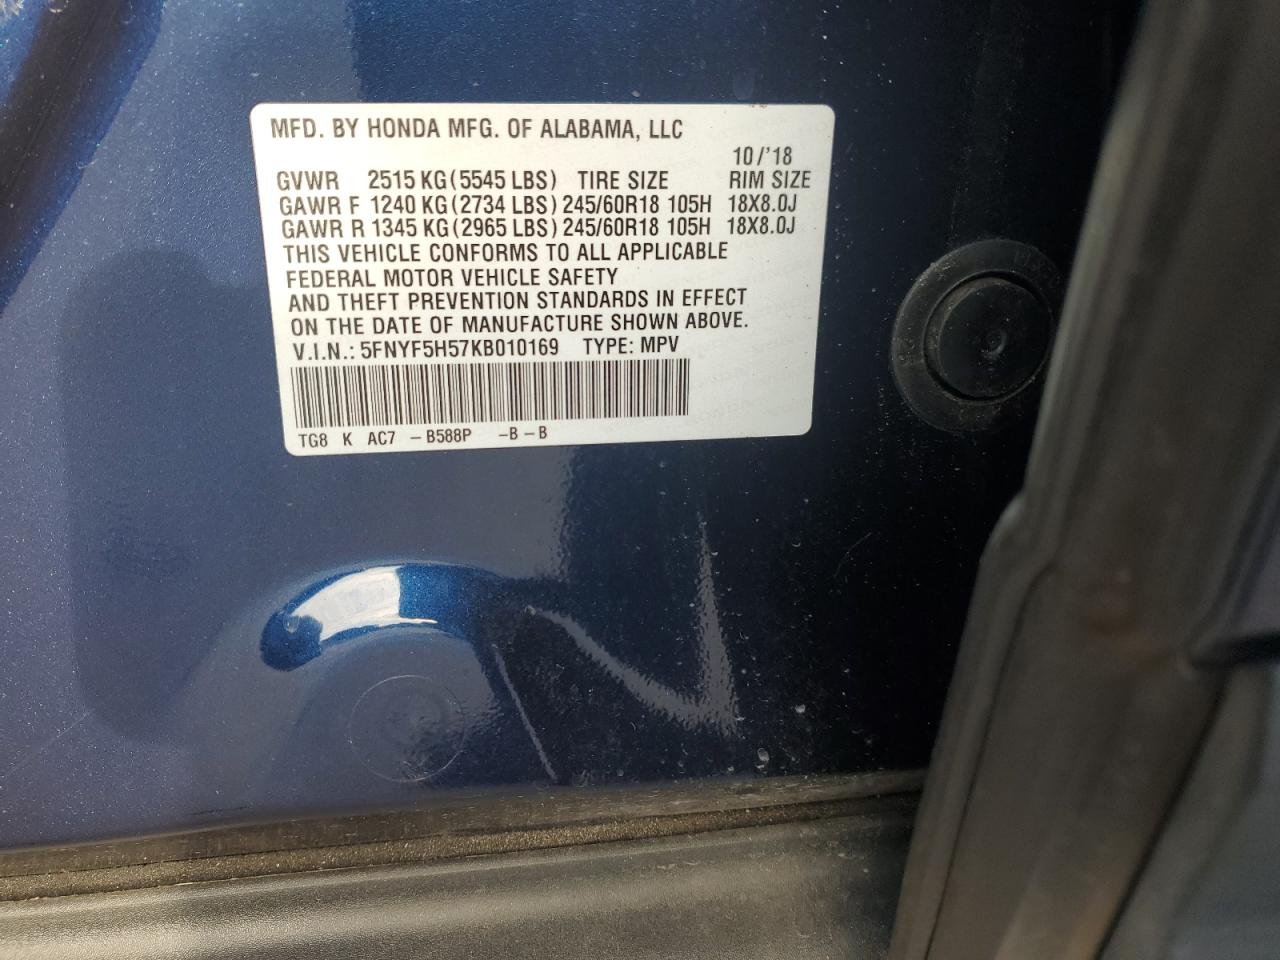 MFD. BY HONDA MFG. OF ALABAMA, LLC
10/'18
GVWR 2515 KG(5545 LBS) TIRE SIZE RIM SIZE
GAWR F 1240 KG(2734 LBS) 245/60R18 105H 18X8.0J
GAWR R 1345 KG(2965 LBS) 245/60R18 105H 18X8.0J
THIS VEHICLE CONFORMS TO ALL APPLICABLE
FEDERAL MOTOR VEHICLE SAFETY
AND THEFT PREVENTION STANDARDS IN EFFECT
ON THE DATE OF MANUFACTURE SHOWN ABOVE.
V.I.N.: 5FNYF5H57KB010169 TYPE: MPV
TG8 K AC7 -B588P -B-B